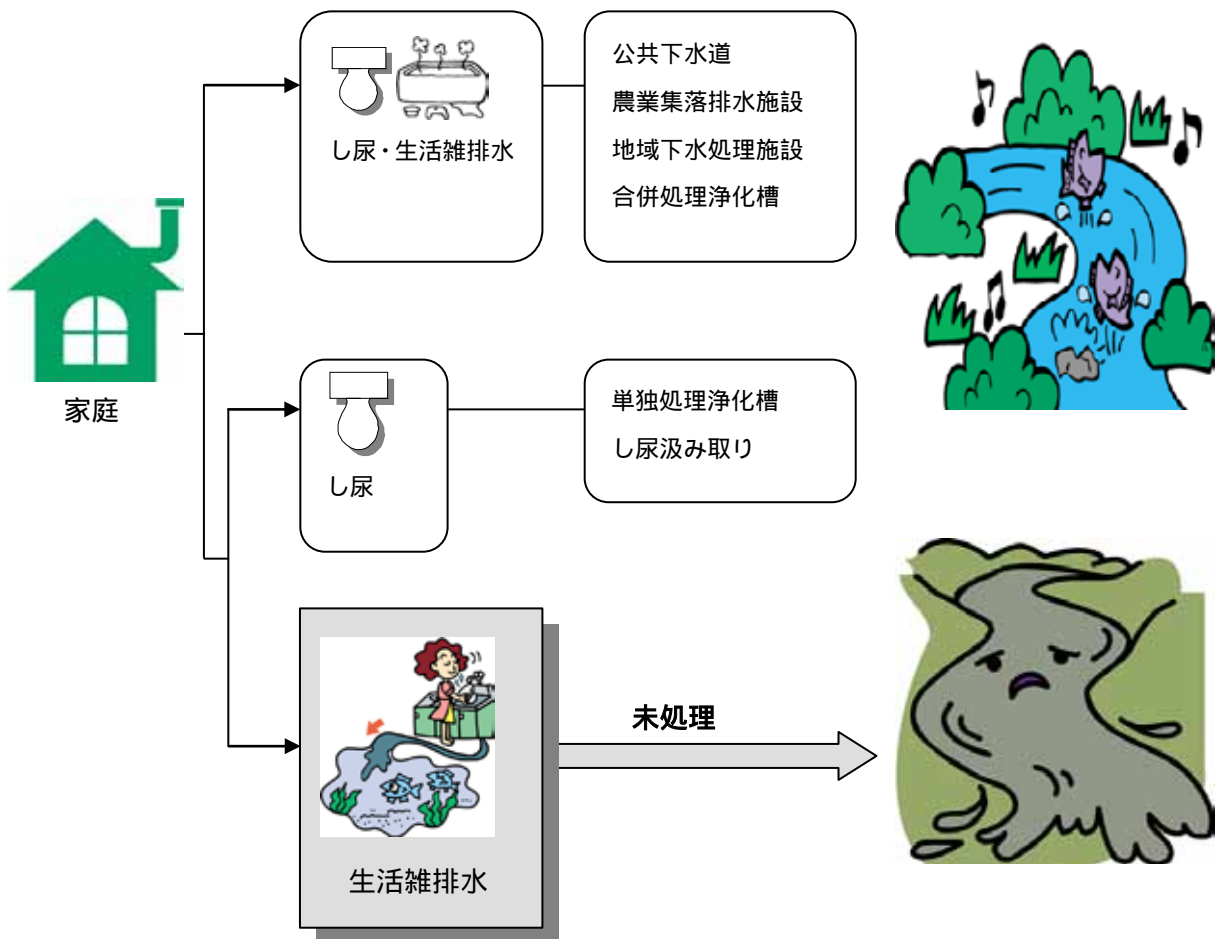 家庭
し尿・生活雑排水
公共下水道
農業集落排水施設
地域下水処理施設
合併処理浄化槽
し尿
単独処理浄化槽
し尿汲み取り
生活雑排水
未処理